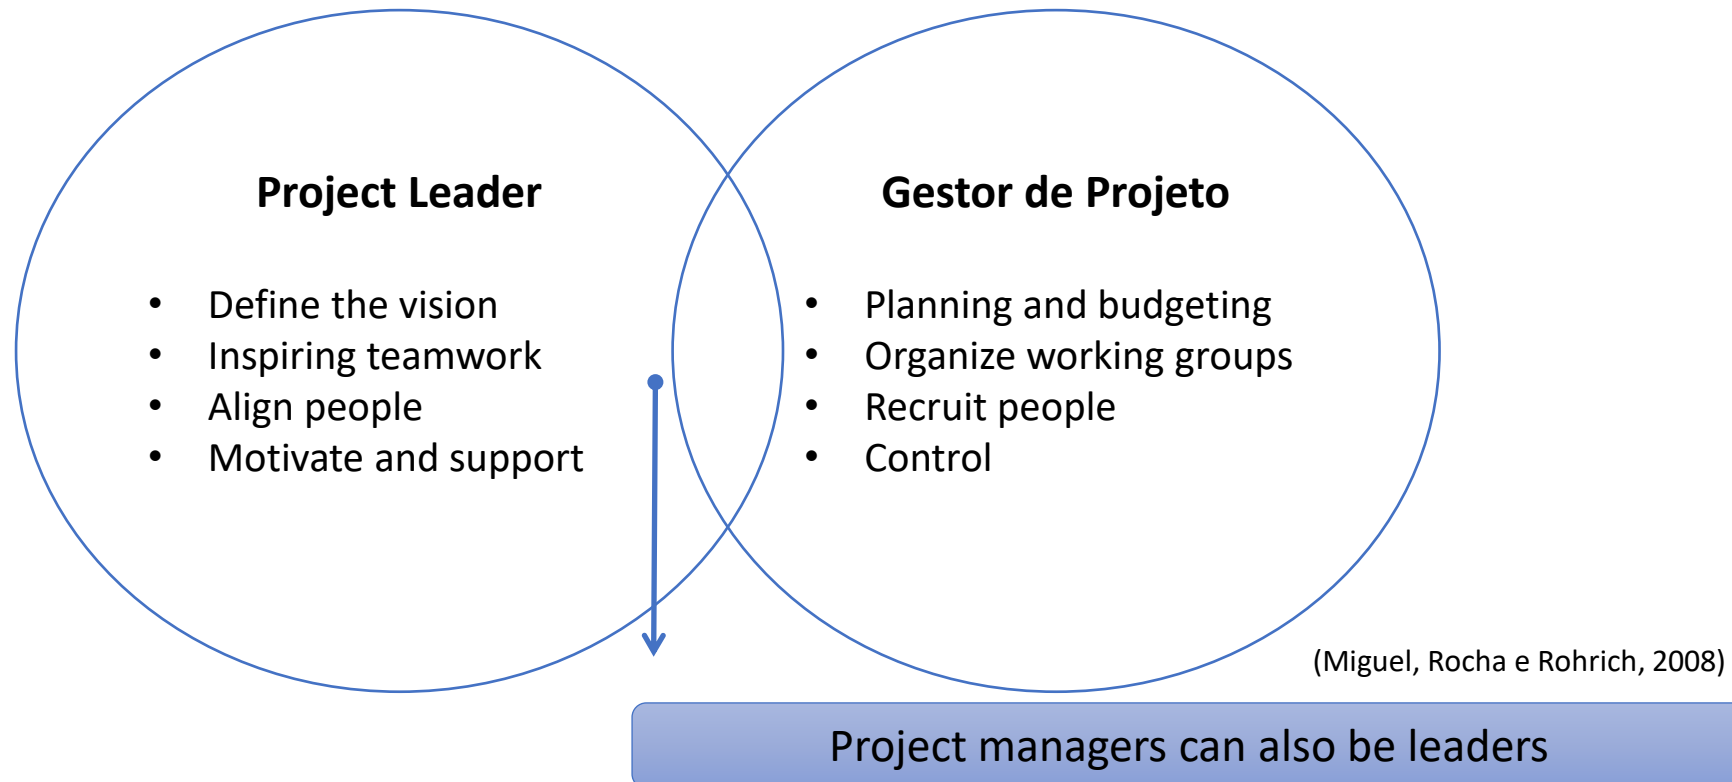 Project Leader
• Define the vision
• Inspiring teamwork
• Align people
• Motivate and support
Gestor de Projeto
• Planning and budgeting
• Organize working groups
• Recruit people
• Control
(Miguel, Rocha e Rohrich, 2008)
Project managers can also be leaders